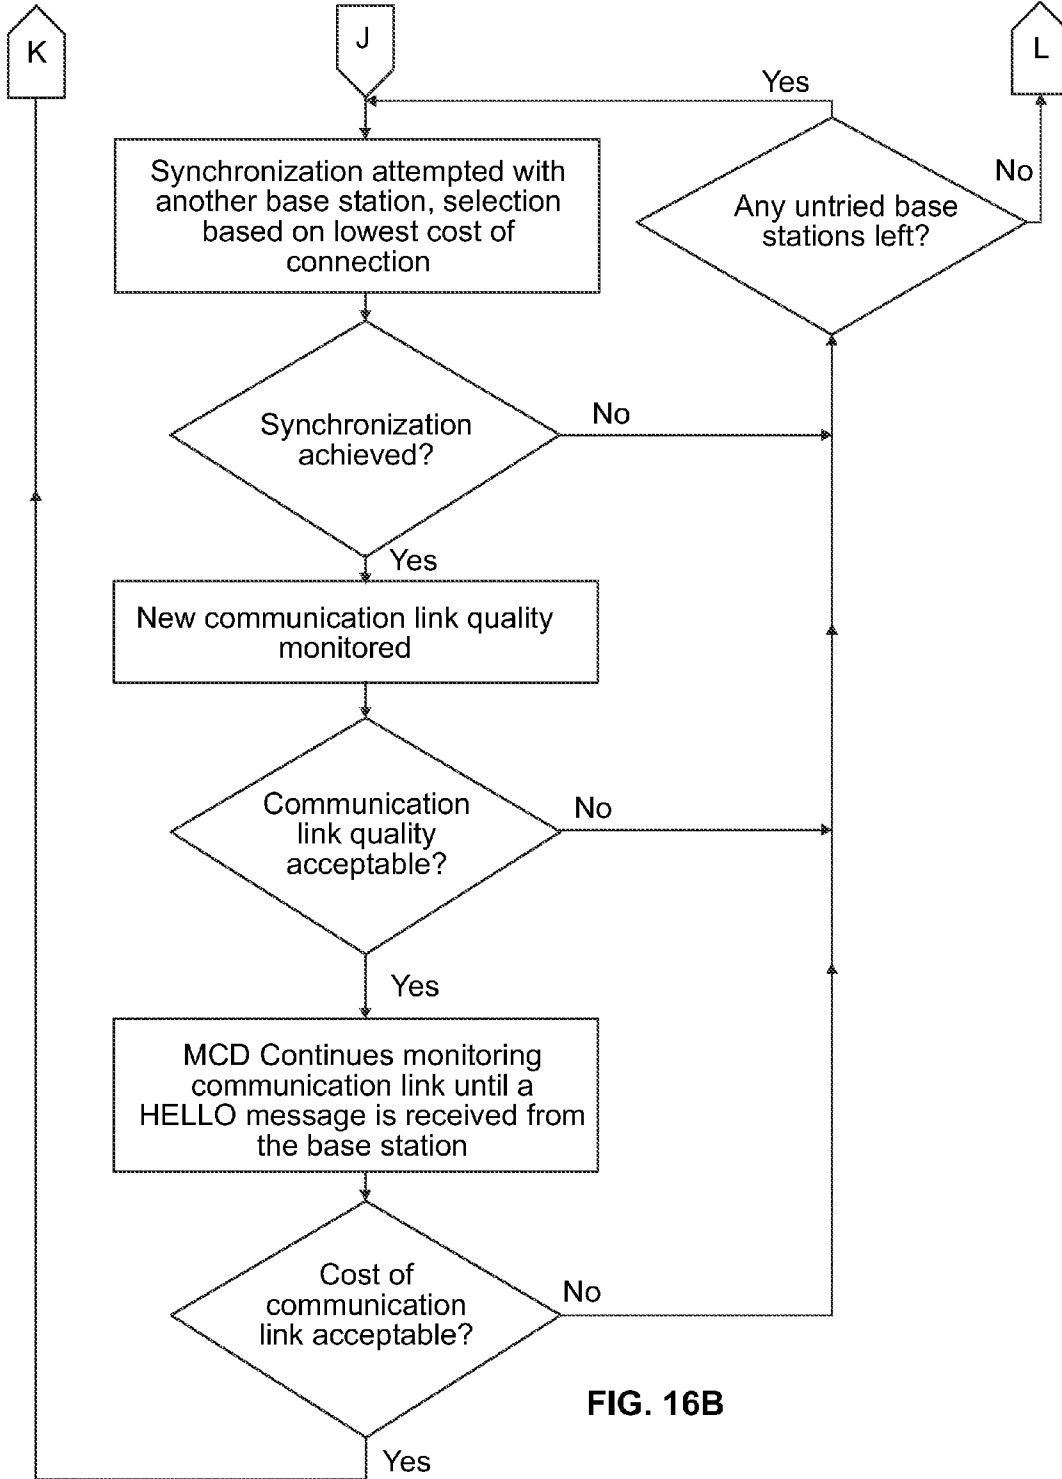 K
J
L
Yes
Synchronization attempted with
another base station, selection
based on lowest cost of
connection
Any untried base
stations left?
No
Synchronization
achieved?
No
Yes
New communication link quality
monitored
Communication
link quality
acceptable?
No
Yes
MCD Continues monitoring
communication link until a
HELLO message is received from
the base station
Cost of
communication
link acceptable?
No
Yes
FIG. 16B